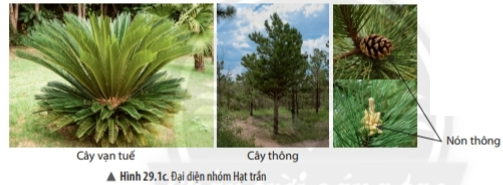 Cây vạn tuế
Cây thông
Nón thông
▲ Hình 29.1c. Đại diện nhóm Hạt trần